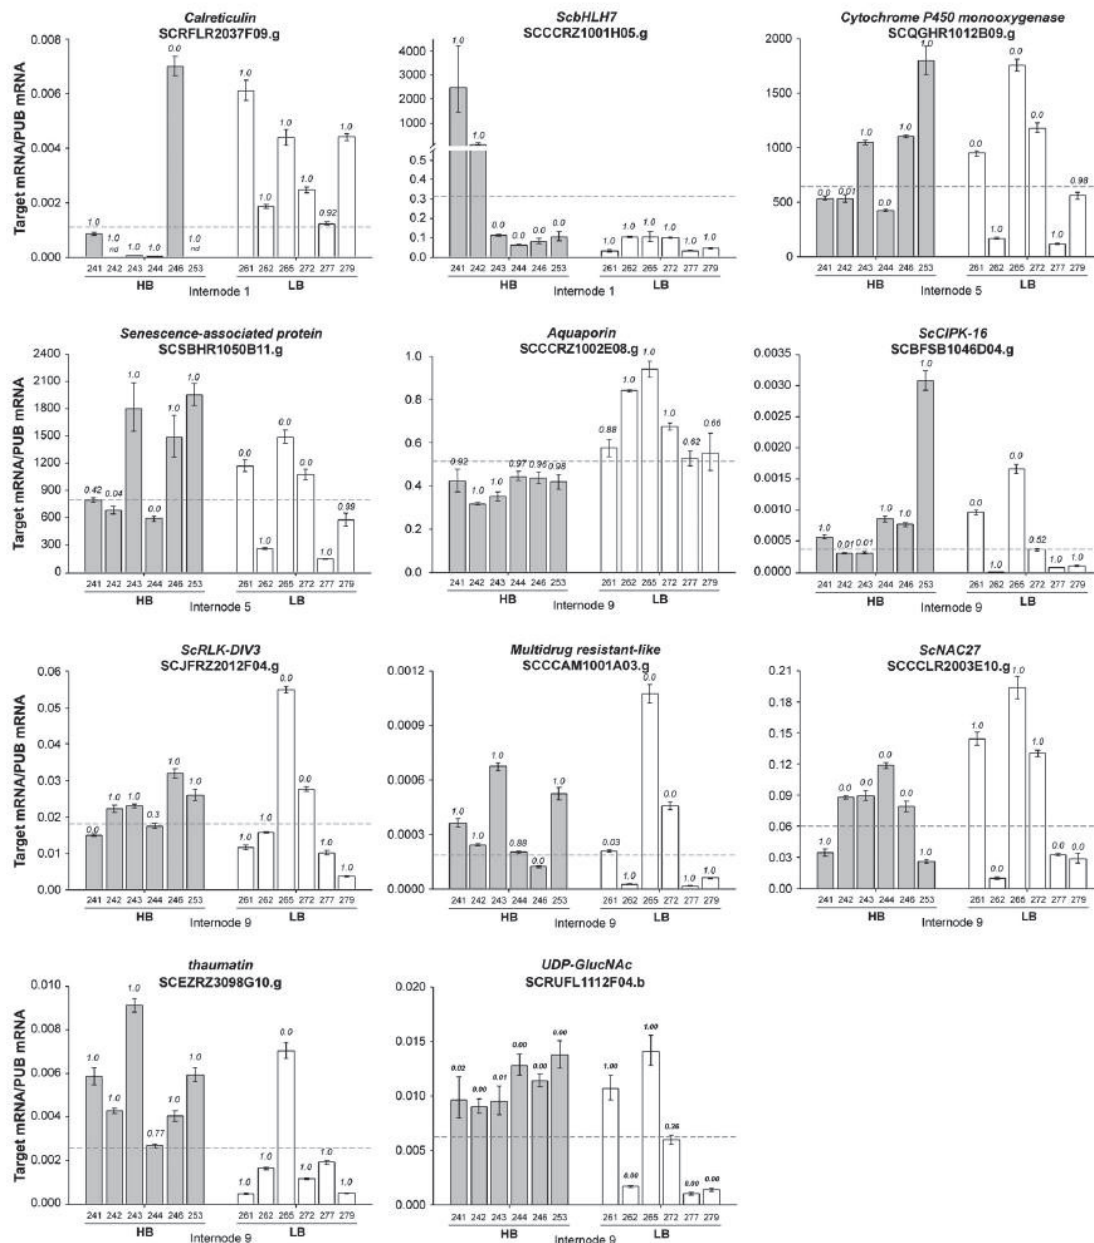 Calreticulin
SCRFLR2037F09.g
Target mRNA/PUB mRNA
0.008
0.006
0.004
0.002
0.000
1.0
1.0
nd
1.0
1.0
0.0
1.0
nd
1.0
1.0
1.0
1.0
0.92
1.0
241 242 243 244 246 253 261 262 265 272 277 279
HB Internode 1 LB
ScbHLH7
SCCCRZ1001H05.g
4000
3000
2000
1000
0.5
0.4
0.3
0.2
0.1
0.0
1.0
1.0
0.0 0.0 0.0 0.0
1.0 1.0 1.0 1.0 1.0 1.0
241 242 243 244 246 253 261 262 265 272 277 279
HB Internode 1 LB
Cytochrome P450 monooxygenase
SCQGHR1012B09.g
2000
1500
1000
500
0
0.0 0.01 1.0 0.0 1.0 1.0
0.0 1.0 0.0 0.0 1.0 0.98
241 242 243 244 246 253 261 262 265 272 277 279
HB Internode 5 LB
Senescence-associated protein
SCSBHR1050B11.g
Target mRNA/PUB mRNA
2400
2100
1800
1500
1200
900
600
300
0
0.42 0.04 1.0 0.0 1.0 1.0
0.0 1.0 0.0 0.0 1.0 0.99
241 242 243 244 246 253 261 262 265 272 277 279
HB Internode 5 LB
Aquaporin
SCCCRZ1002E08.g
1.0
0.8
0.6
0.4
0.2
0.0
0.92 1.0 1.0 0.97 0.95 0.98
0.88 1.0 1.0 1.0 0.62 0.66
241 242 243 244 246 253 261 262 265 272 277 279
HB Internode 9 LB
ScCIPK-16
SCBFSB1046D04.g
0.0035
0.0030
0.0025
0.0020
0.0015
0.0010
0.0005
0.0000
1.0 0.01 0.01 1.0 1.0 1.0
0.0 1.0 0.0 0.52 1.0 1.0
241 242 243 244 246 253 261 262 265 272 277 279
HB Internode 9 LB
ScRLK-DIV3
SCJFRZ2012F04.g
Target mRNA/PUB mRNA
0.06
0.05
0.04
0.03
0.02
0.01
0.00
0.0 1.0 1.0 0.3 1.0 1.0
1.0 1.0 0.0 0.0 1.0 1.0
241 242 243 244 246 253 261 262 265 272 277 279
HB Internode 9 LB
Multidrug resistant-like
SCCCAM1001A03.g
0.0012
0.0009
0.0006
0.0003
0.0000
1.0 1.0 1.0 0.88 0.0 1.0
0.03 1.0 0.0 0.0 1.0 1.0
241 242 243 244 246 253 261 262 265 272 277 279
HB Internode 9 LB
ScNAC27
SCCCLR2003E10.g
0.21
0.18
0.15
0.12
0.09
0.06
0.03
0.00
1.0 0.0 0.0 0.0 0.0 1.0
1.0 0.0 1.0 1.0 0.0 0.0
241 242 243 244 246 253 261 262 265 272 277 279
HB Internode 9 LB
thaumatin
SCEZRZ3098G10.g
Target mRNA/PUB mRNA
0.010
0.008
0.006
0.004
0.002
0.000
1.0 1.0 1.0 0.77 1.0 1.0
1.0 1.0 0.0 1.0 1.0 1.0
241 242 243 244 246 253 261 262 265 272 277 279
HB Internode 9 LB
UDP-GlucNAc
SCRUFL1112F04.b
0.020
0.015
0.010
0.005
0.000
0.02 0.00 0.01 0.00 0.00 0.00
1.00 0.00 1.00 0.36 0.00 0.00
241 242 243 244 246 253 261 262 265 272 277 279
HB Internode 9 LB